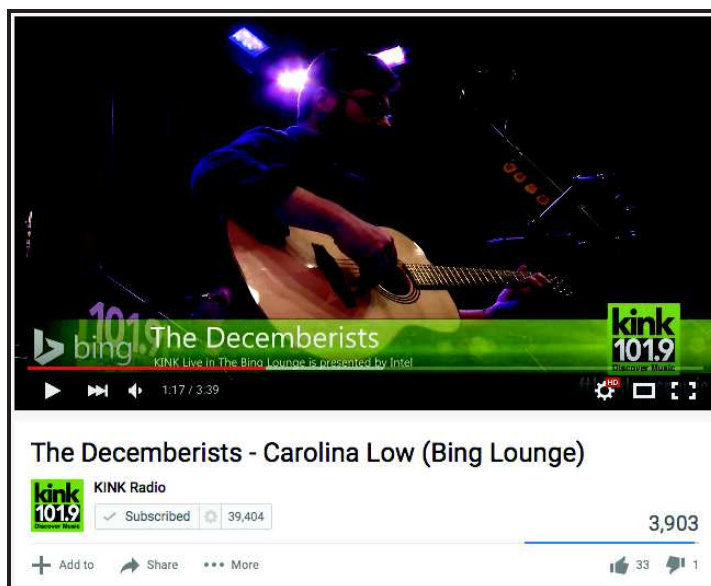 101.9
bing
The Decemberists
KINK Live in The Bing Lounge is presented by Intel
kink
101.9
Discover Music
1:17 / 3:39
HD
The Decemberists - Carolina Low (Bing Lounge)
kink
101.9
Discover Music
KINK Radio
Subscribed 39,404
3,903
Add to Share More 33 1